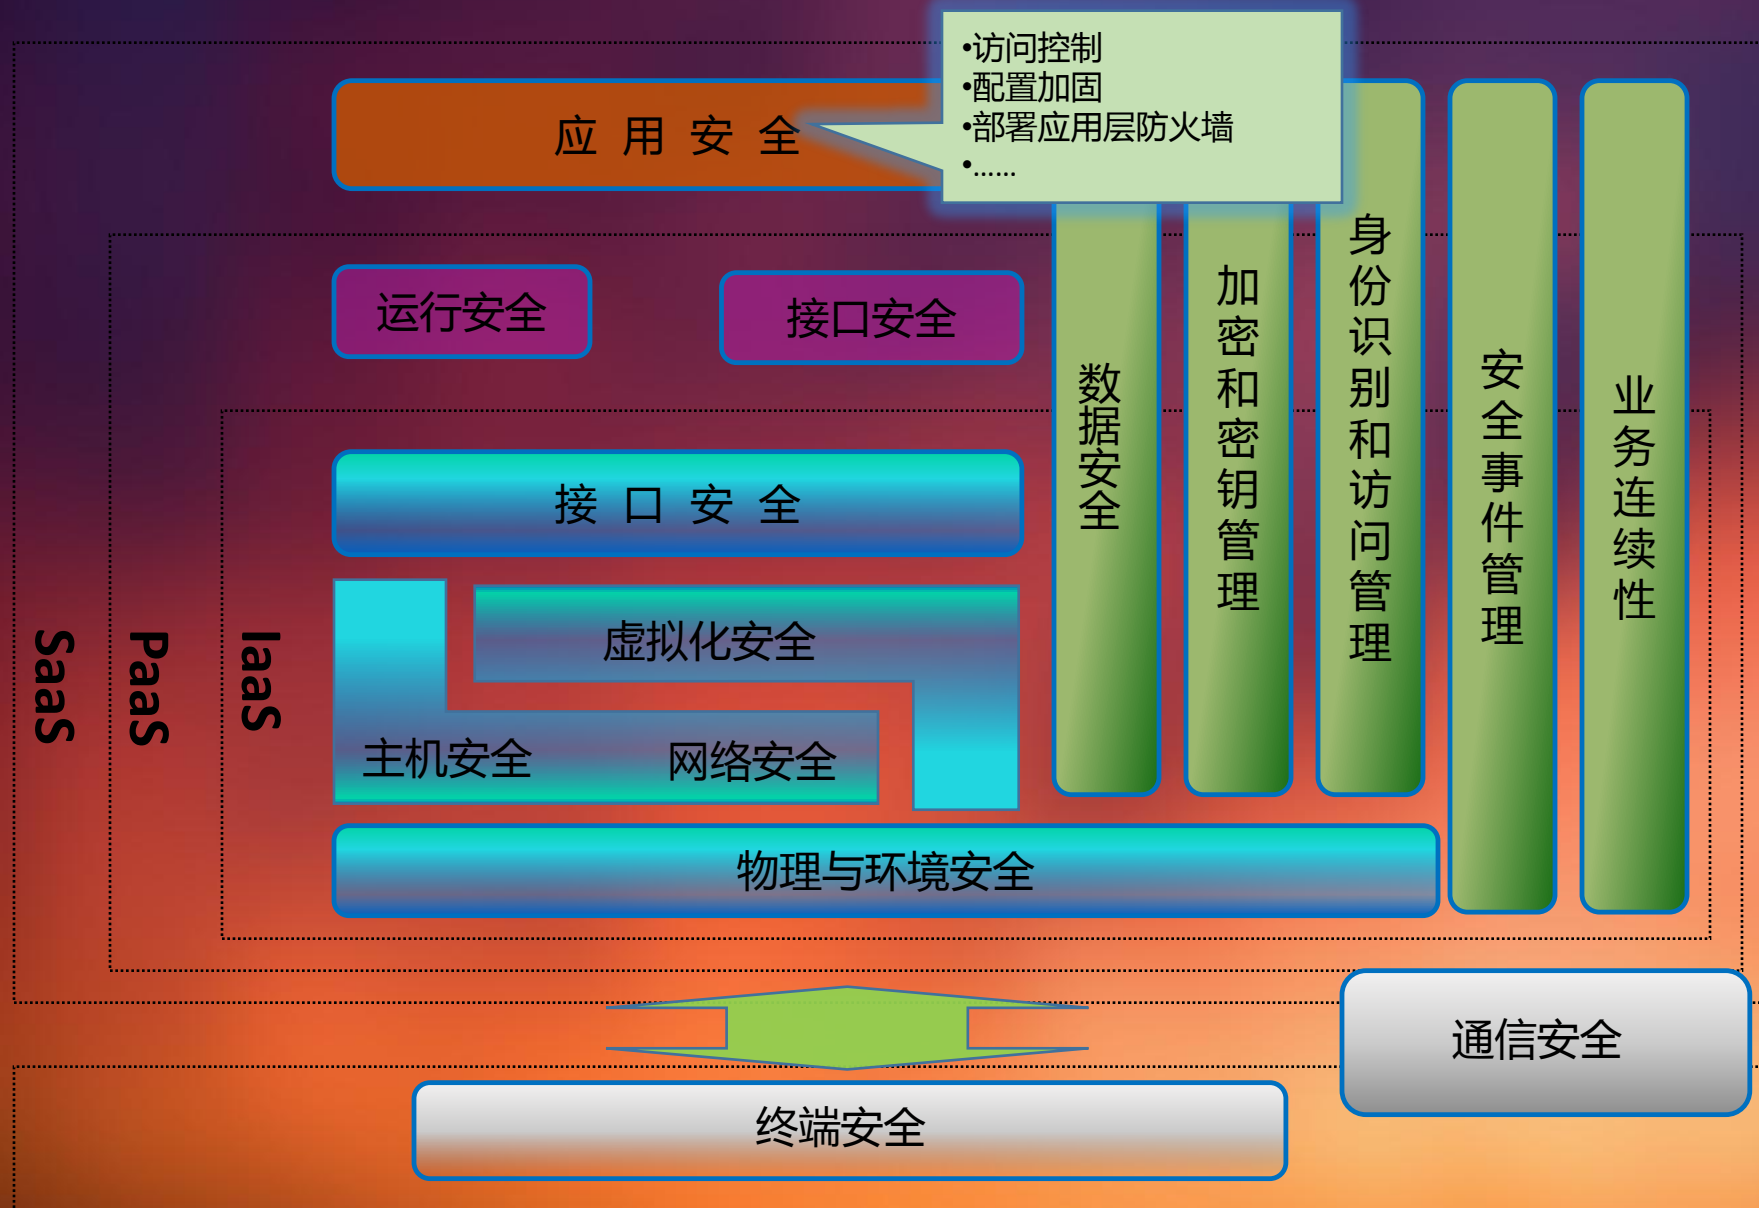 •访问控制
•配置加固
•部署应用层防火墙
•……
应用安全
运行安全
接口安全
接口安全
虚拟化安全
主机安全
网络安全
物理与环境安全
数据安全
加密和密钥管理
身份识别和访问管理
安全事件管理
业务连续性
SaaS
PaaS
IaaS
通信安全
终端安全